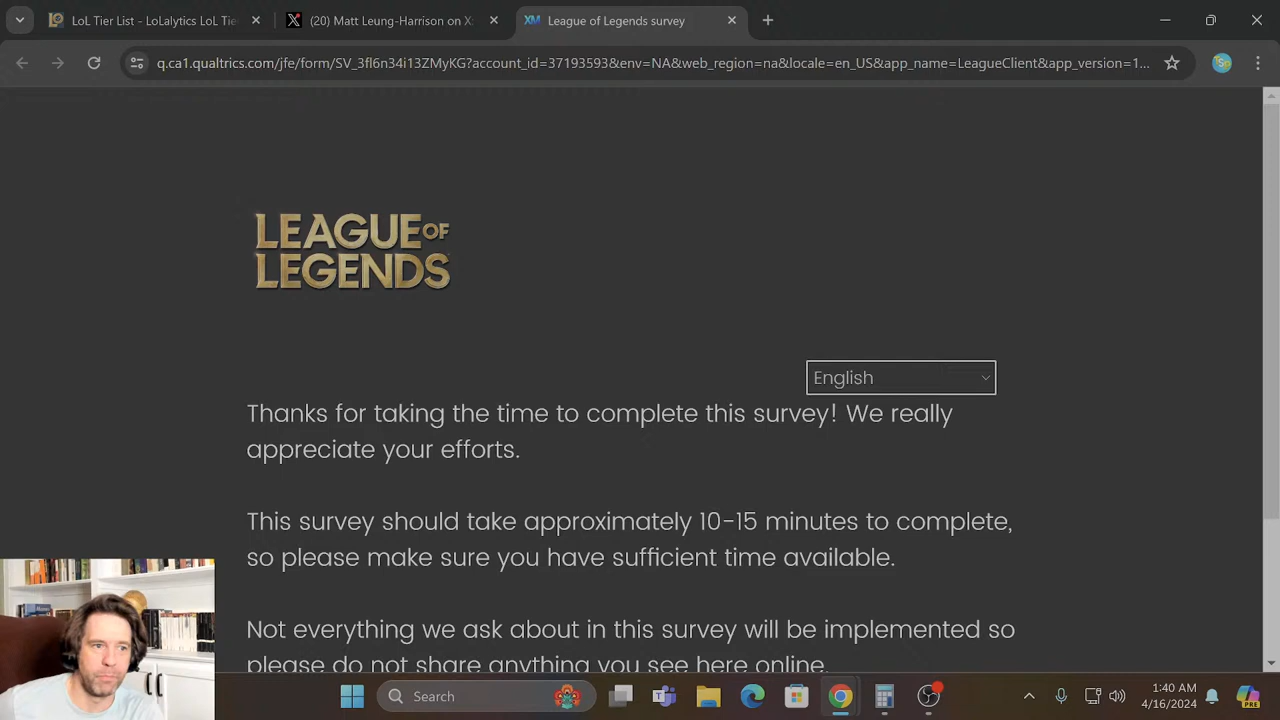 LoL Tier List - LoLalytics LoL Tie
(20) Matt Leung-Harrison on X:
XM League of Legends survey
q.ca1.qualtrics.com/jfe/form/SV_3fl6n34i13ZMyKG?account_id=37193593&env=NA&web_region=na&locale=en_US&app_name=LeagueClient&app_version=1...
LEAGUE OF
LEGENDS
English
Thanks for taking the time to complete this survey! We really
appreciate your efforts.
This survey should take approximately 10-15 minutes to complete,
so please make sure you have sufficient time available.
Not everything we ask about in this survey will be implemented so
please do not share anything you see here online.
Search
1:40 AM
4/16/2024
PRE